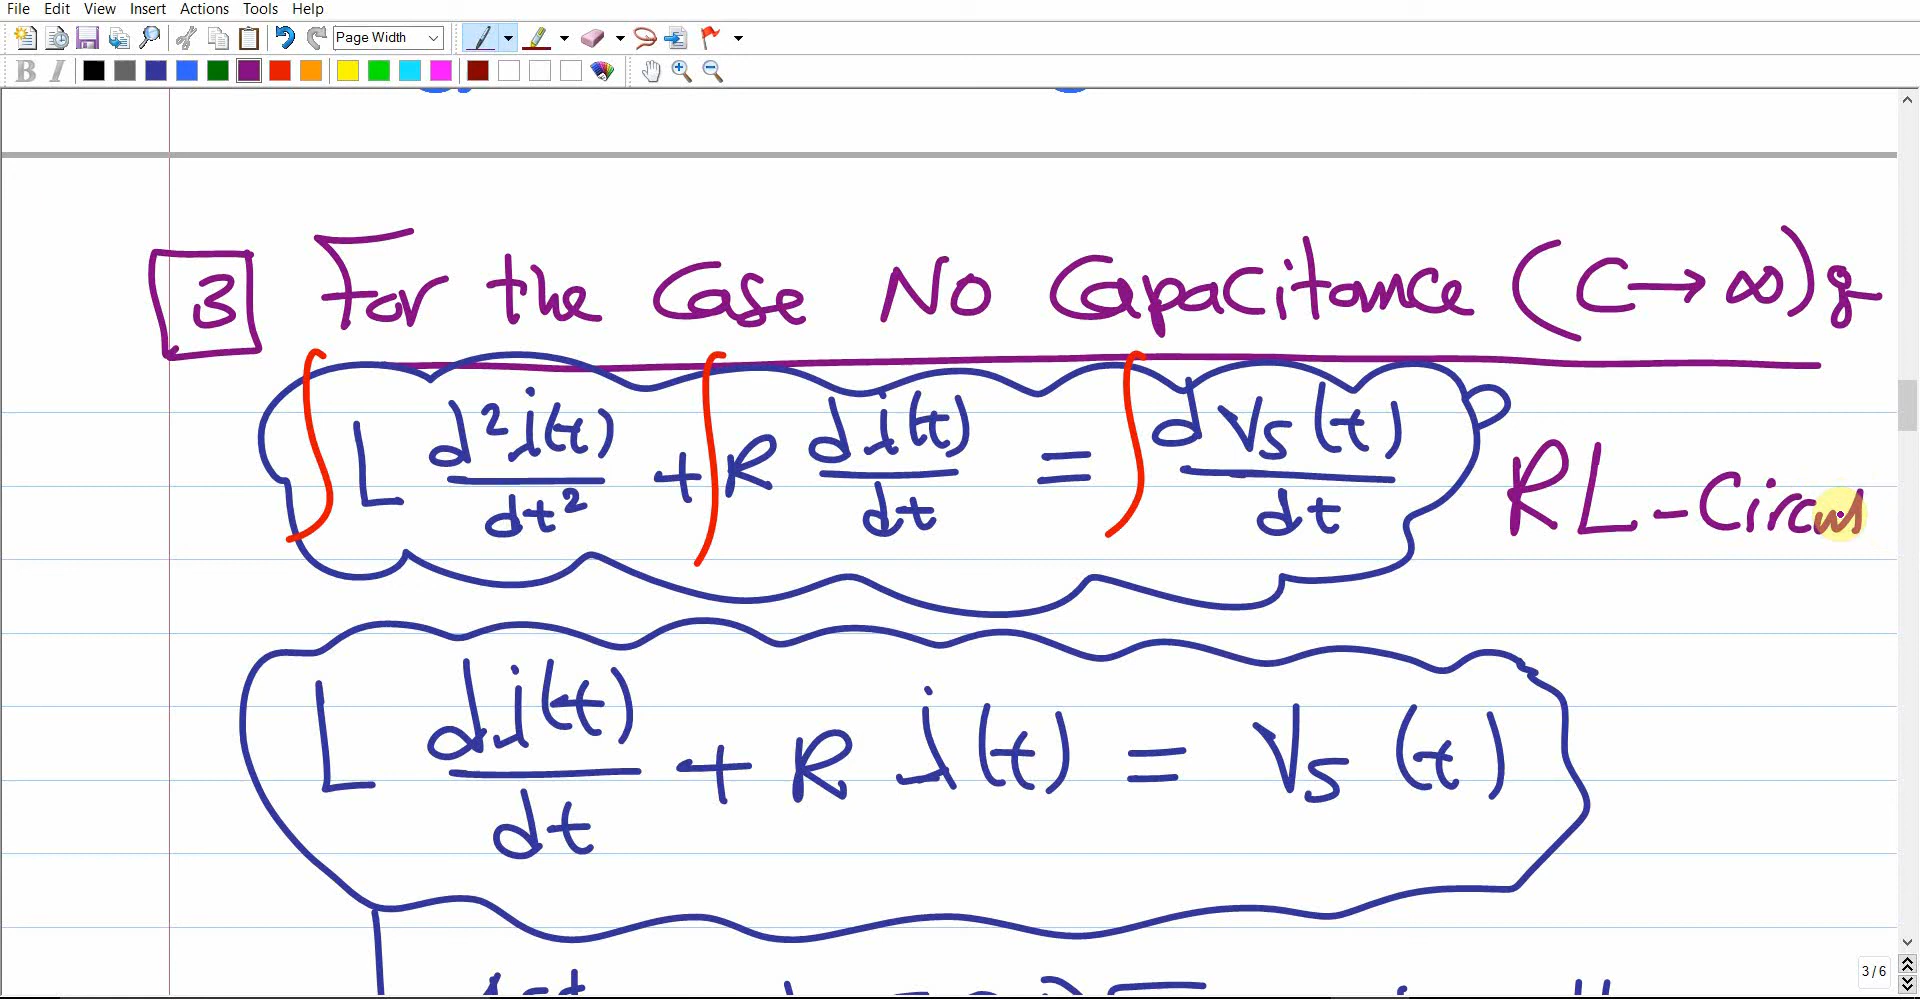 File Edit View Insert Actions Tools Help
Page Width
B I
3 For the Case No Capacitance (C→∞)
∫ L d²i(t)/dt² + ∫ R di(t)/dt = ∫ dVs(t)/dt
RL-Circui
L di(t)/dt + R i(t) = Vs(t)
3/6